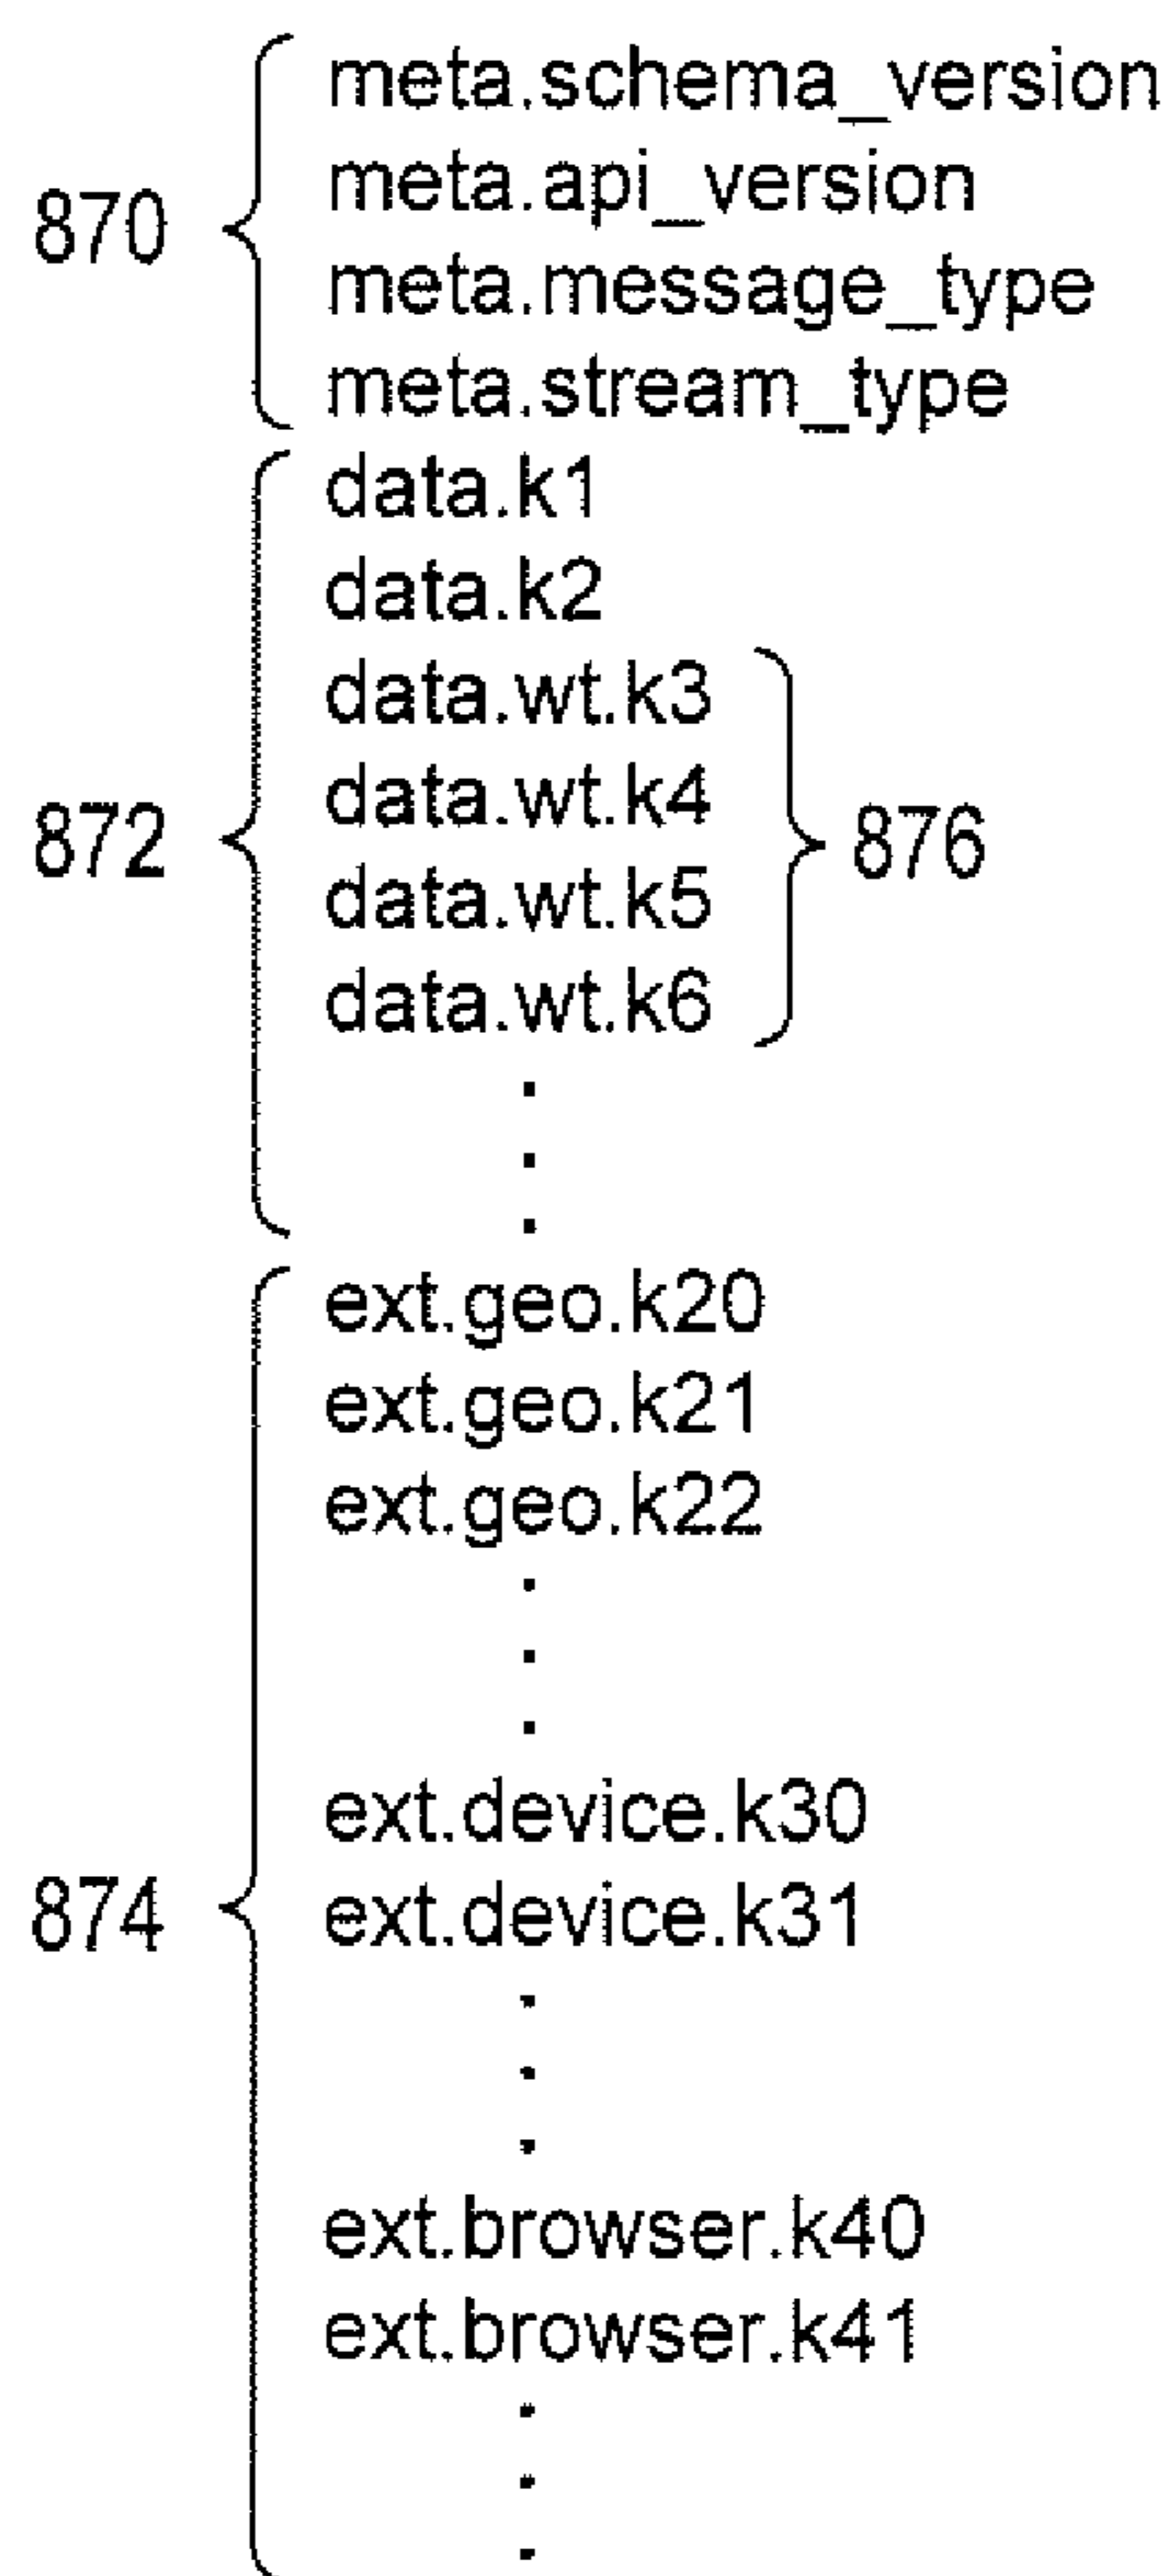 meta.schema_version
meta.api_version
870
meta.message_type
meta.stream_type
data.k1
data.k2
data.wt.k3
data.wt.k4
872
876
data.wt.k5
data.wt.k6
.
.
.
ext.geo.k20
ext.geo.k21
ext.geo.k22
.
.
.
ext.device.k30
874
ext.device.k31
.
.
.
ext.browser.k40
ext.browser.k41
.
.
.